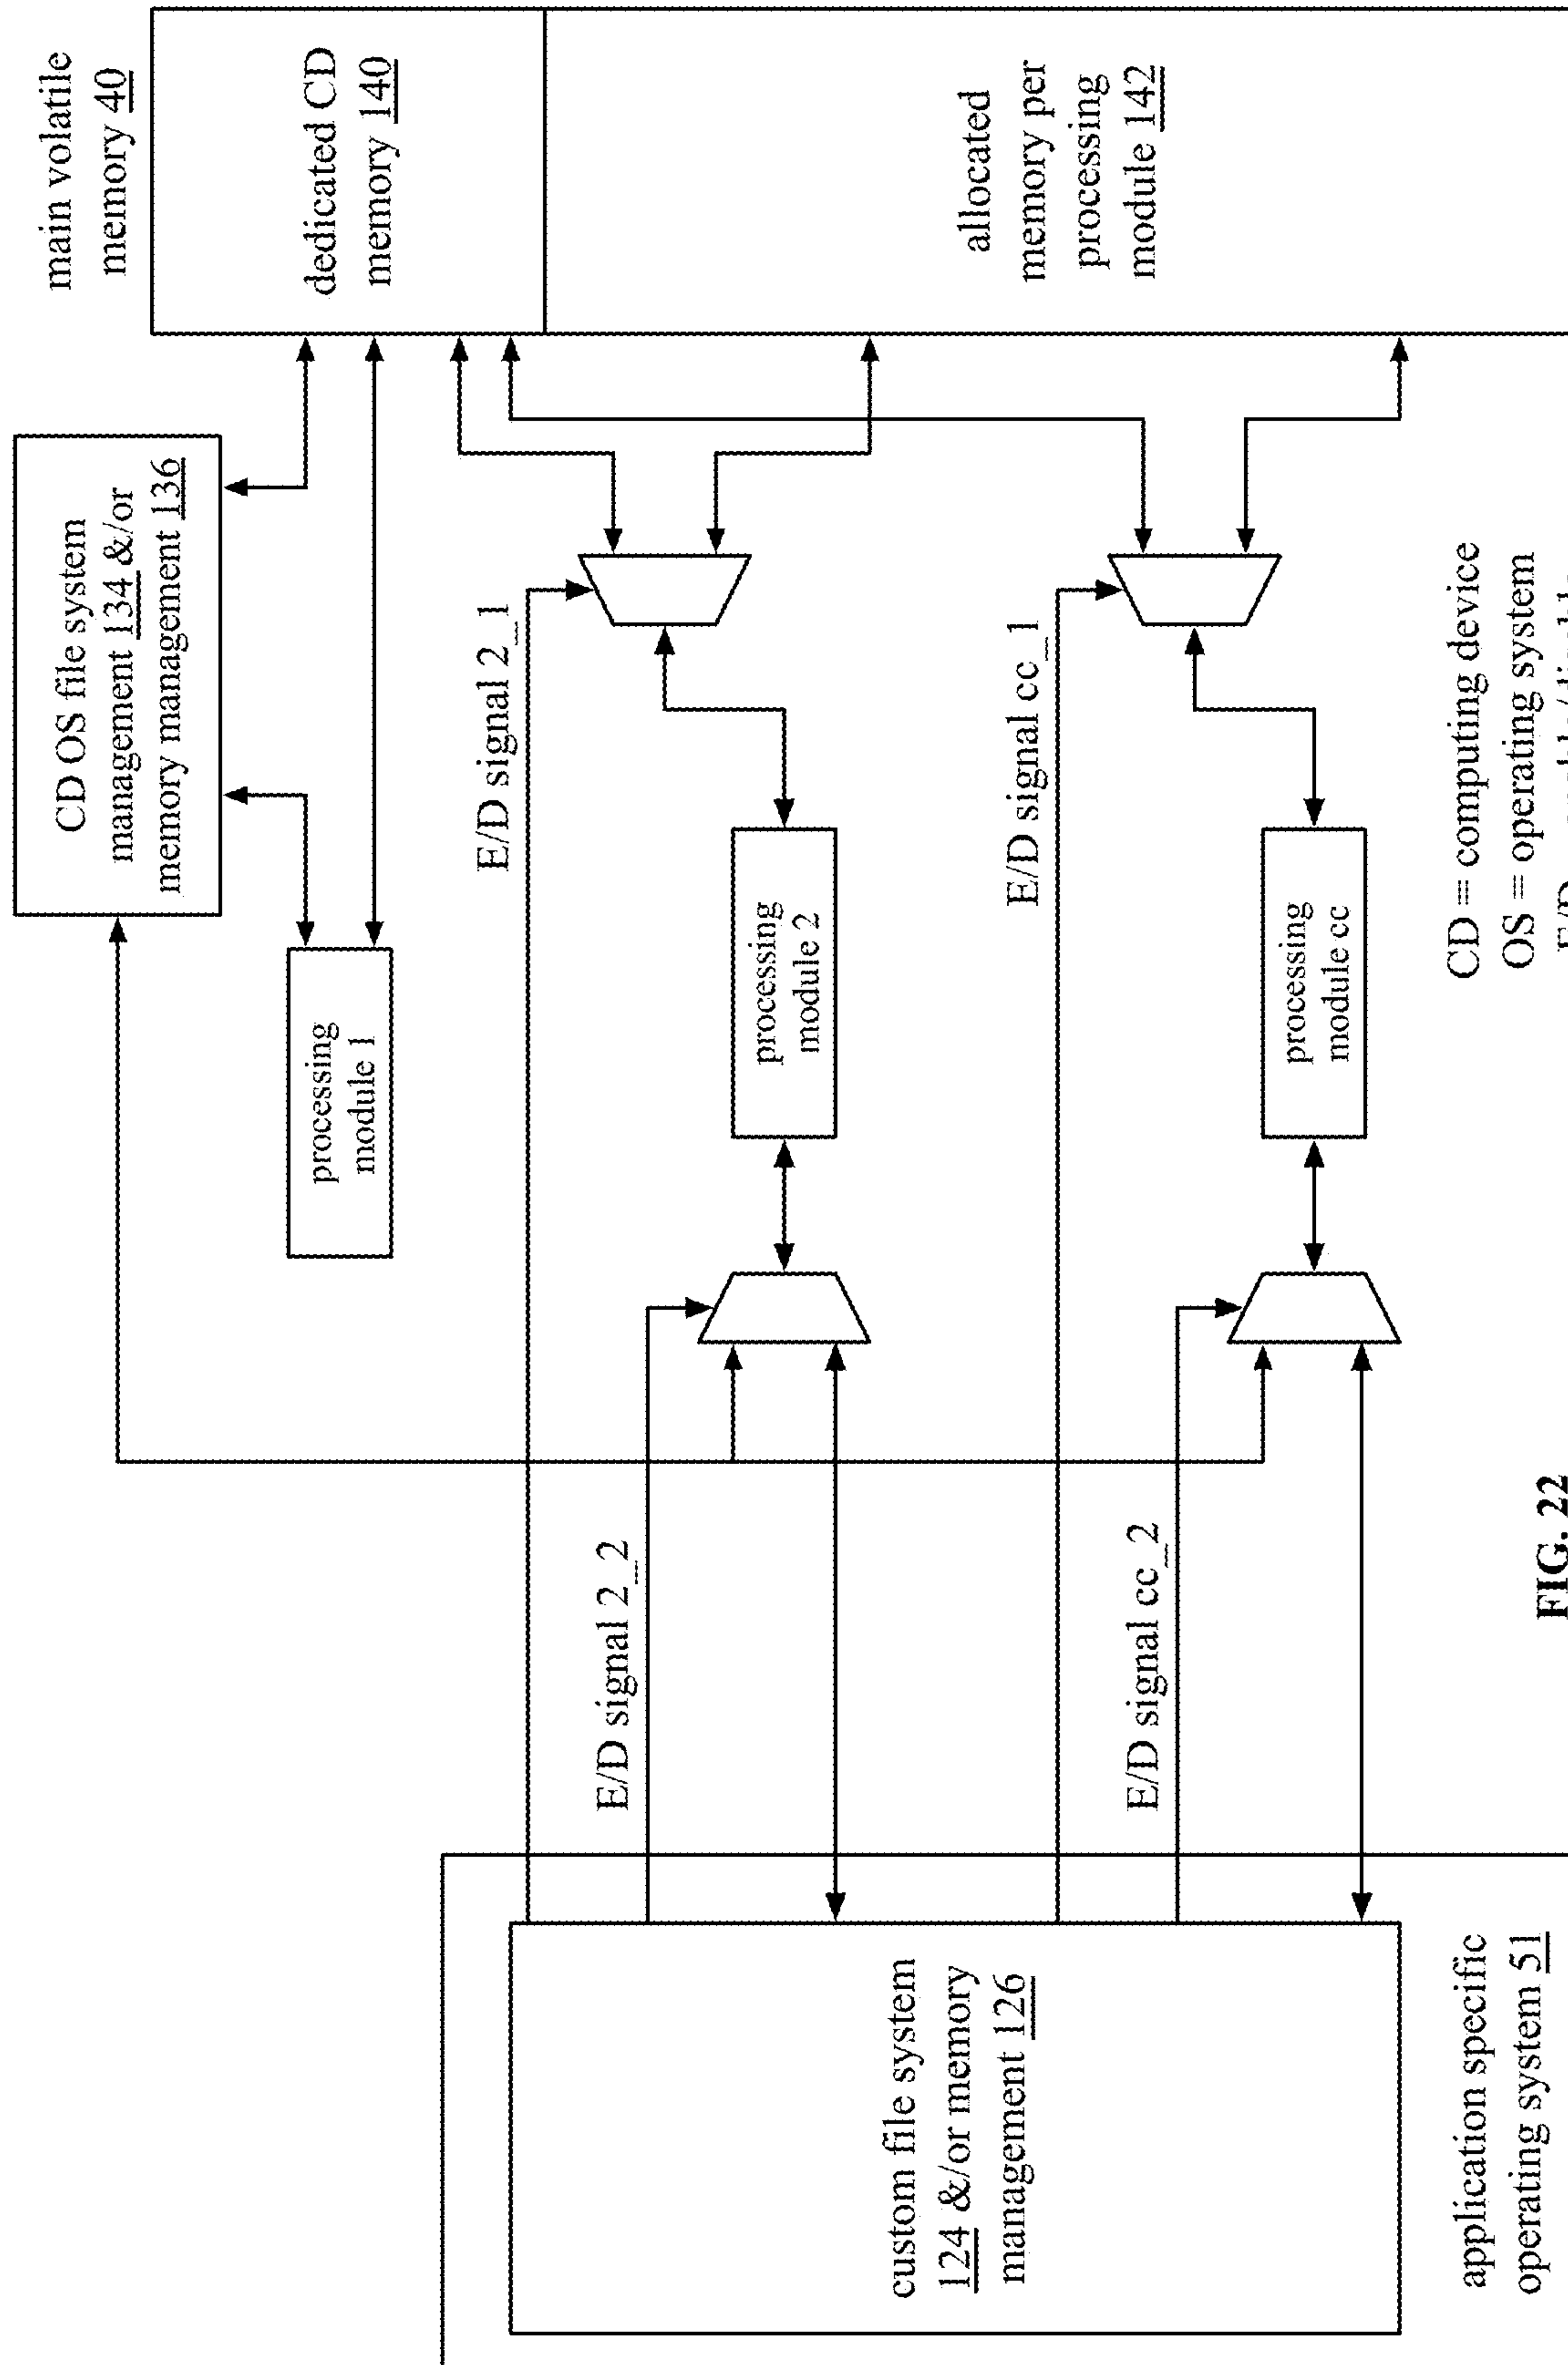 main volatile
memory 40
CD OS file system
management 134 &/or
memory management 136
dedicated CD
memory 140
processing
module 1
E/D signal 2_1
E/D signal 2_2
processing
module 2
allocated
memory per
processing
module 142
custom file system
124 &/or memory
management 126
E/D signal cc_1
E/D signal cc_2
processing
module cc
application specific
operating system 51
CD = computing device
OS = operating system
FIG. 22